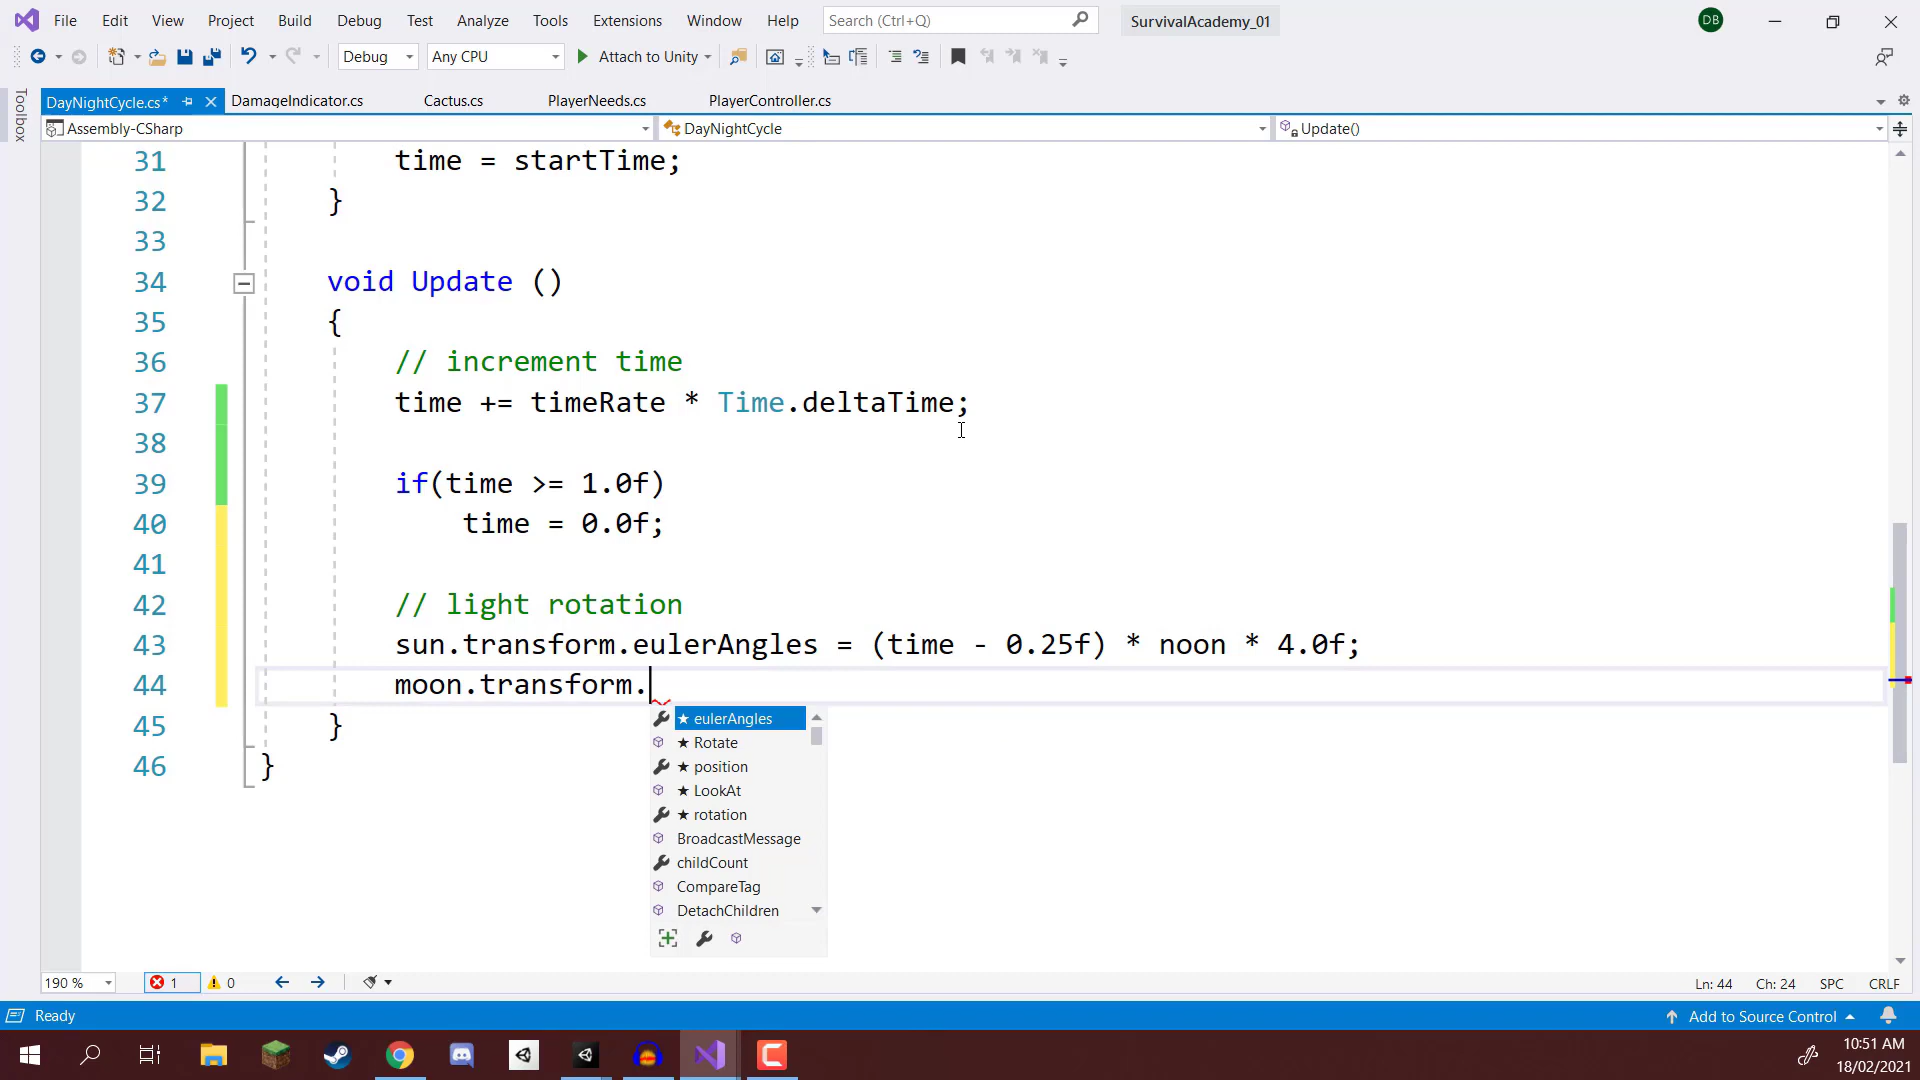 File Edit View Project Build Debug Test Analyze Tools Extensions Window Help Search (Ctrl+Q) SurvivalAcademy_01 DB
Debug Any CPU Attach to Unity
Toolbox
DayNightCycle.cs* DamageIndicator.cs Cactus.cs PlayerNeeds.cs PlayerController.cs
Assembly-CSharp DayNightCycle Update()
31 time = startTime;
32 }
33
34 void Update ()
35 {
36 // increment time
37 time += timeRate * Time.deltaTime;
38
39 if(time >= 1.0f)
40 time = 0.0f;
41
42 // light rotation
43 sun.transform.eulerAngles = (time - 0.25f) * noon * 4.0f;
44 moon.transform.
45 }
46 }
★ eulerAngles
★ Rotate
★ position
★ LookAt
★ rotation
BroadcastMessage
childCount
CompareTag
DetachChildren
190 % 1 0 Ln: 44 Ch: 24 SPC CRLF
Ready Add to Source Control
10:51 AM
18/02/2021